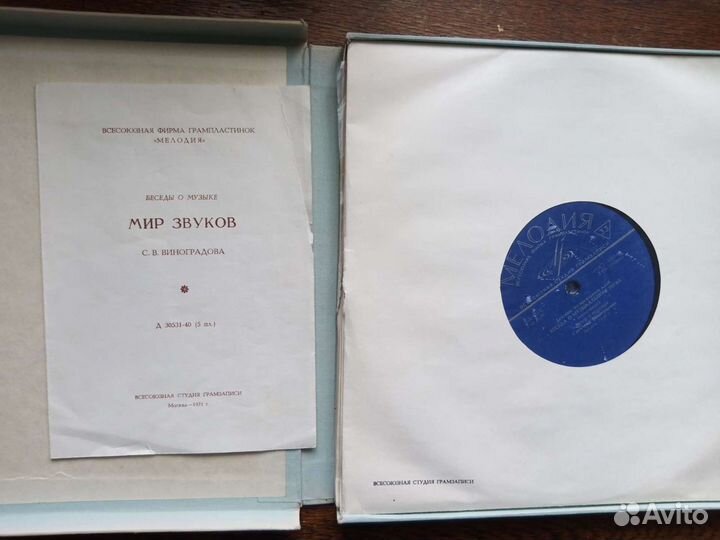 ВСЕСОЮЗНАЯ ФИРМА ГРАМПЛАСТИНОК
«МЕЛОДИЯ»
БЕСЕДЫ О МУЗЫКЕ
МИР ЗВУКОВ
С. В. ВИНОГРАДОВА
Д 30531-40 (5 пл.)
ВСЕСОЮЗНАЯ СТУДИЯ ГРАМЗАПИСИ
Москва — 1971 г.
МЕЛОДИЯ
ВСЕСОЮЗНАЯ СТУДИЯ ГРАМЗАПИСИ
Avito